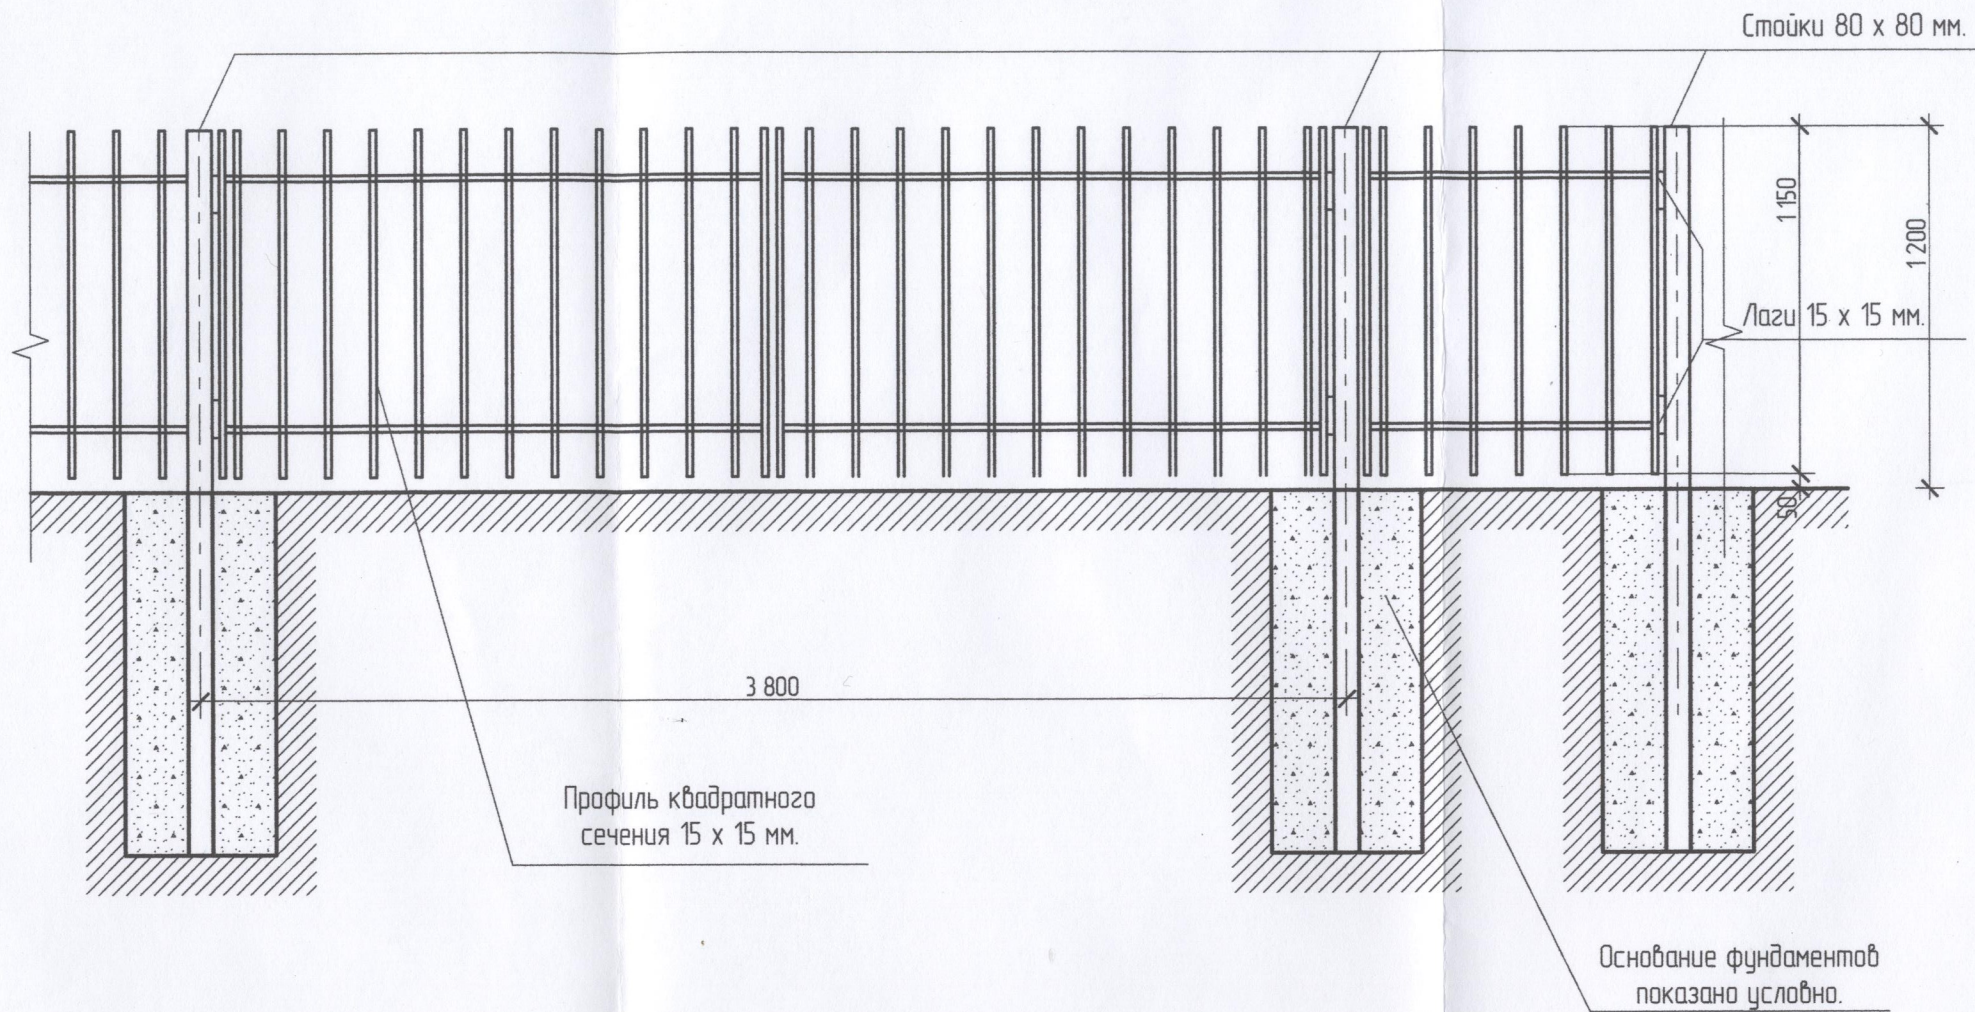 Стойки 80 х 80 мм.
1 150
1 200
Лаги 15 х 15 мм.
50
3 800
Профиль квадратного
сечения 15 х 15 мм.
Основание фундаментов
показано условно.